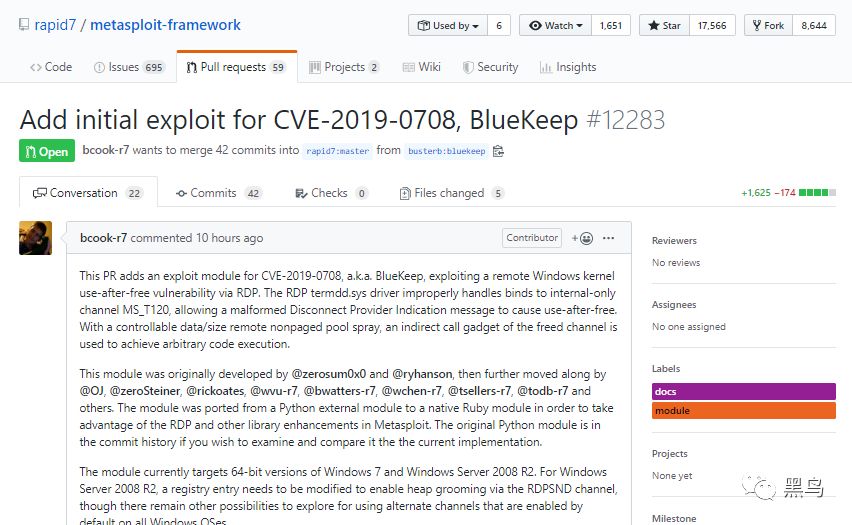 rapid7 / metasploit-framework
Used by 6 Watch 1,651 Star 17,566 Fork 8,644
Code Issues 695 Pull requests 59 Projects 2 Wiki Security Insights
Add initial exploit for CVE-2019-0708, BlueKeep #12283
Open bcook-r7 wants to merge 42 commits into rapid7:master from busterb:bluekeep
Conversation 22 Commits 42 Checks 0 Files changed 5 +1,625 −174
bcook-r7 commented 10 hours ago Contributor
This PR adds an exploit module for CVE-2019-0708, a.k.a. BlueKeep, exploiting a remote Windows kernel
use-after-free vulnerability via RDP. The RDP termdd.sys driver improperly handles binds to internal-only
channel MS_T120, allowing a malformed Disconnect Provider Indication message to cause use-after-free.
With a controllable data/size remote nonpaged pool spray, an indirect call gadget of the freed channel is
used to achieve arbitrary code execution.
This module was originally developed by @zerosum0x0 and @ryhanson, then further moved along by
@OJ, @zeroSteiner, @rickoates, @wvu-r7, @bwatters-r7, @wchen-r7, @tsellers-r7, @todb-r7 and
others. The module was ported from a Python external module to a native Ruby module in order to take
advantage of the RDP and other library enhancements in Metasploit. The original Python module is in
the commit history if you wish to examine and compare it the the current implementation.
The module currently targets 64-bit versions of Windows 7 and Windows Server 2008 R2. For Windows
Server 2008 R2, a registry entry needs to be modified to enable heap grooming via the RDPSND channel,
though there remain other possibilities to explore for using alternate channels that are enabled by
default on all Windows OSes.
Reviewers
No reviews
Assignees
No one assigned
Labels
docs
module
Projects
None yet
Milestone
黑鸟